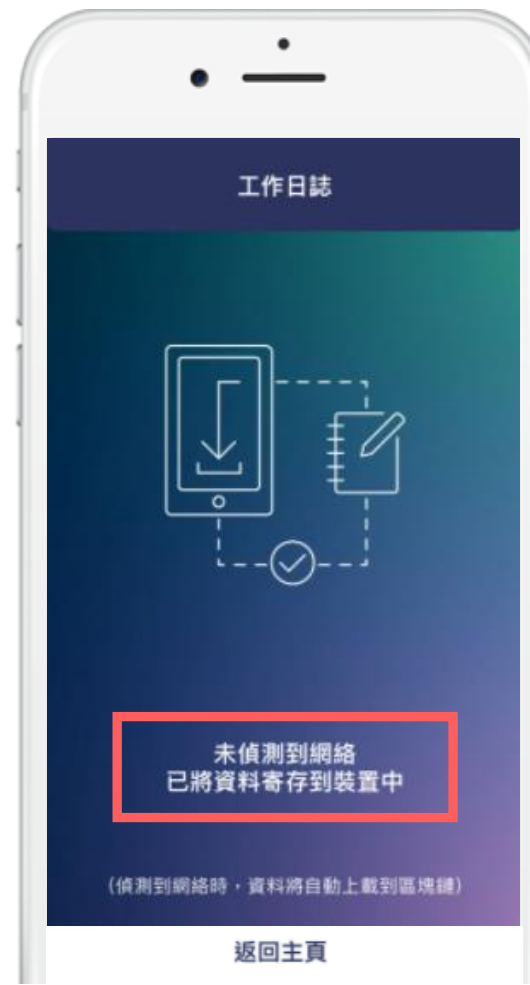 工作日誌
未偵測到網絡
已將資料寄存到裝置中
（偵測到網絡時，資料將自動上載到區塊鏈）
返回主頁